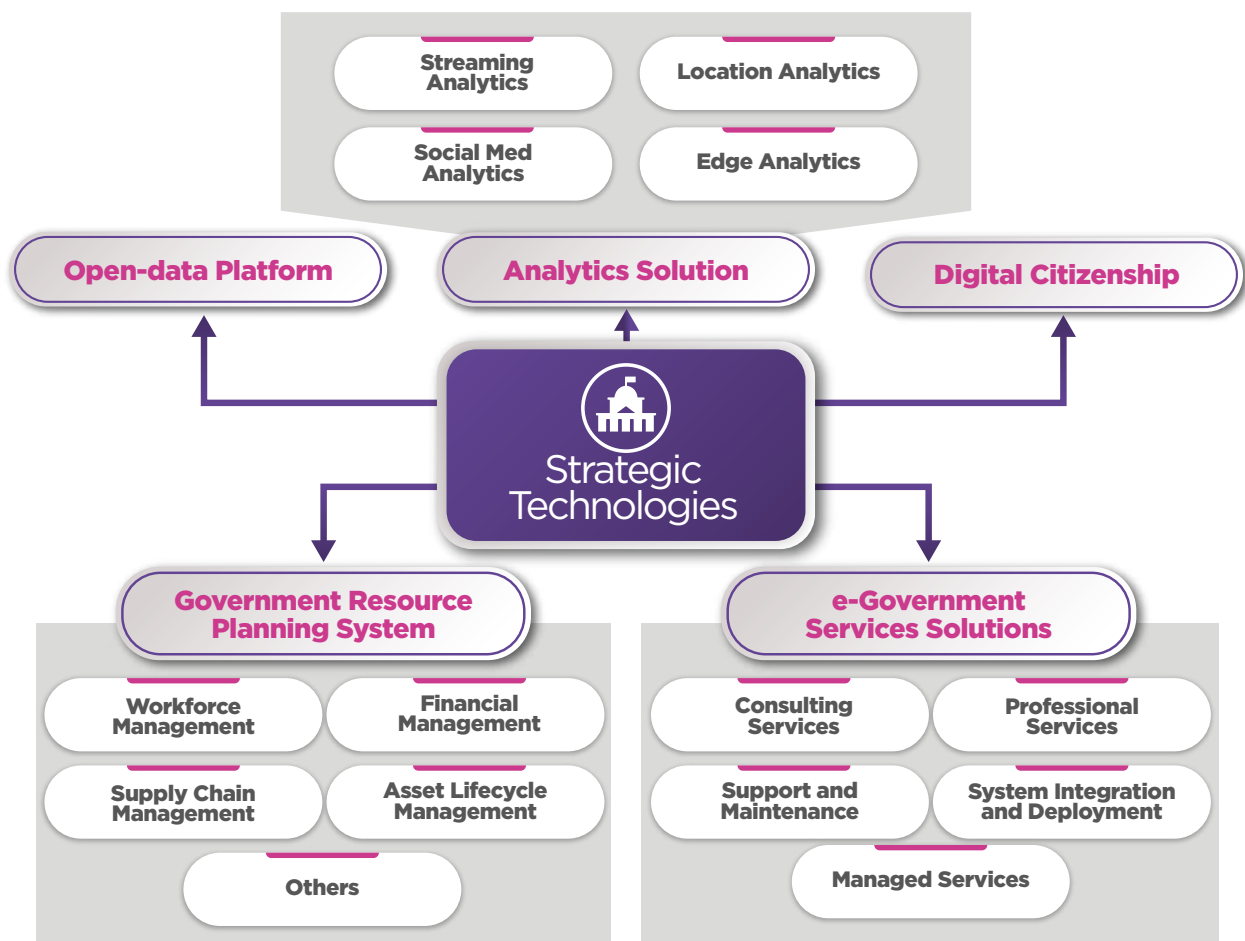 Streaming
Analytics
Location Analytics
Social Med
Analytics
Edge Analytics
Open-data Platform
Analytics Solution
Digital Citizenship
Strategic
Technologies
Government Resource
Planning System
e-Government
Services Solutions
Workforce
Management
Financial
Management
Consulting
Services
Professional
Services
Supply Chain
Management
Asset Lifecycle
Management
Support and
Maintenance
System Integration
and Deployment
Others
Managed Services